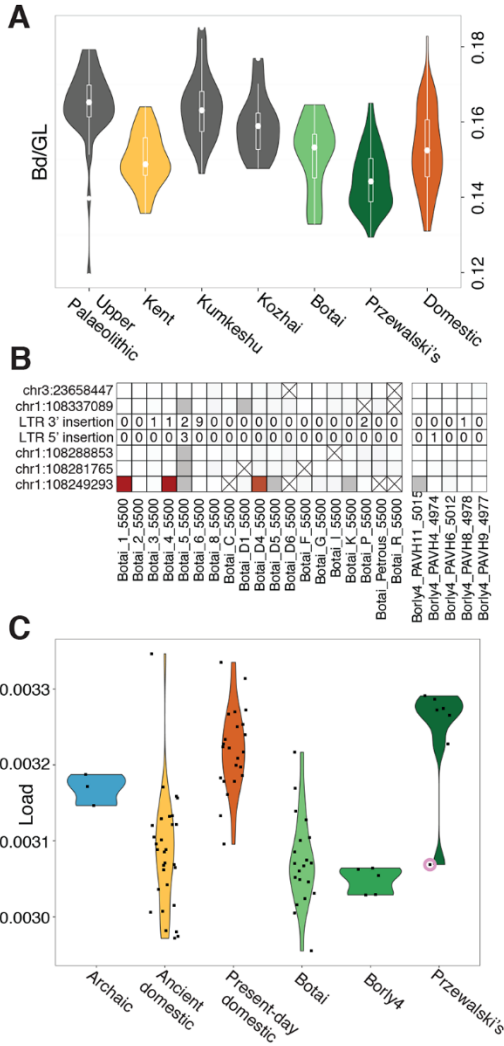 A
Bd/GL
0.18
0.16
0.14
0.12
Upper
Palaeolithic
Kent
Kumkeshu
Kozhai
Botai
Przewalski's
Domestic
B
chr3:23658447
chr1:108337089
LTR 3' insertion 0 0 1 1 2 9 0 0 0 0 0 0 0 0 2 0 0 0 0 0 1 0
LTR 5' insertion 0 0 0 0 3 0 0 0 0 0 0 0 0 0 0 0 0 0 1 0 0 0
chr1:108288853
chr1:108281765
chr1:108249293
Botai_1_5500
Botai_2_5500
Botai_3_5500
Botai_4_5500
Botai_5_5500
Botai_6_5500
Botai_8_5500
Botai_C_5500
Botai_D1_5500
Botai_D4_5500
Botai_D5_5500
Botai_D6_5500
Botai_F_5500
Botai_G_5500
Botai_I_5500
Botai_K_5500
Botai_P_5500
Botai_Petrous_5500
Botai_R_5500
Borly4_PAVH11_5015
Borly4_PAVH4_4974
Borly4_PAVH6_5012
Borly4_PAVH8_4978
Borly4_PAVH9_4977
C
Load
0.0033
0.0032
0.0031
0.0030
Archaic
Ancient
domestic
Present-day
domestic
Botai
Borly4
Przewalski's